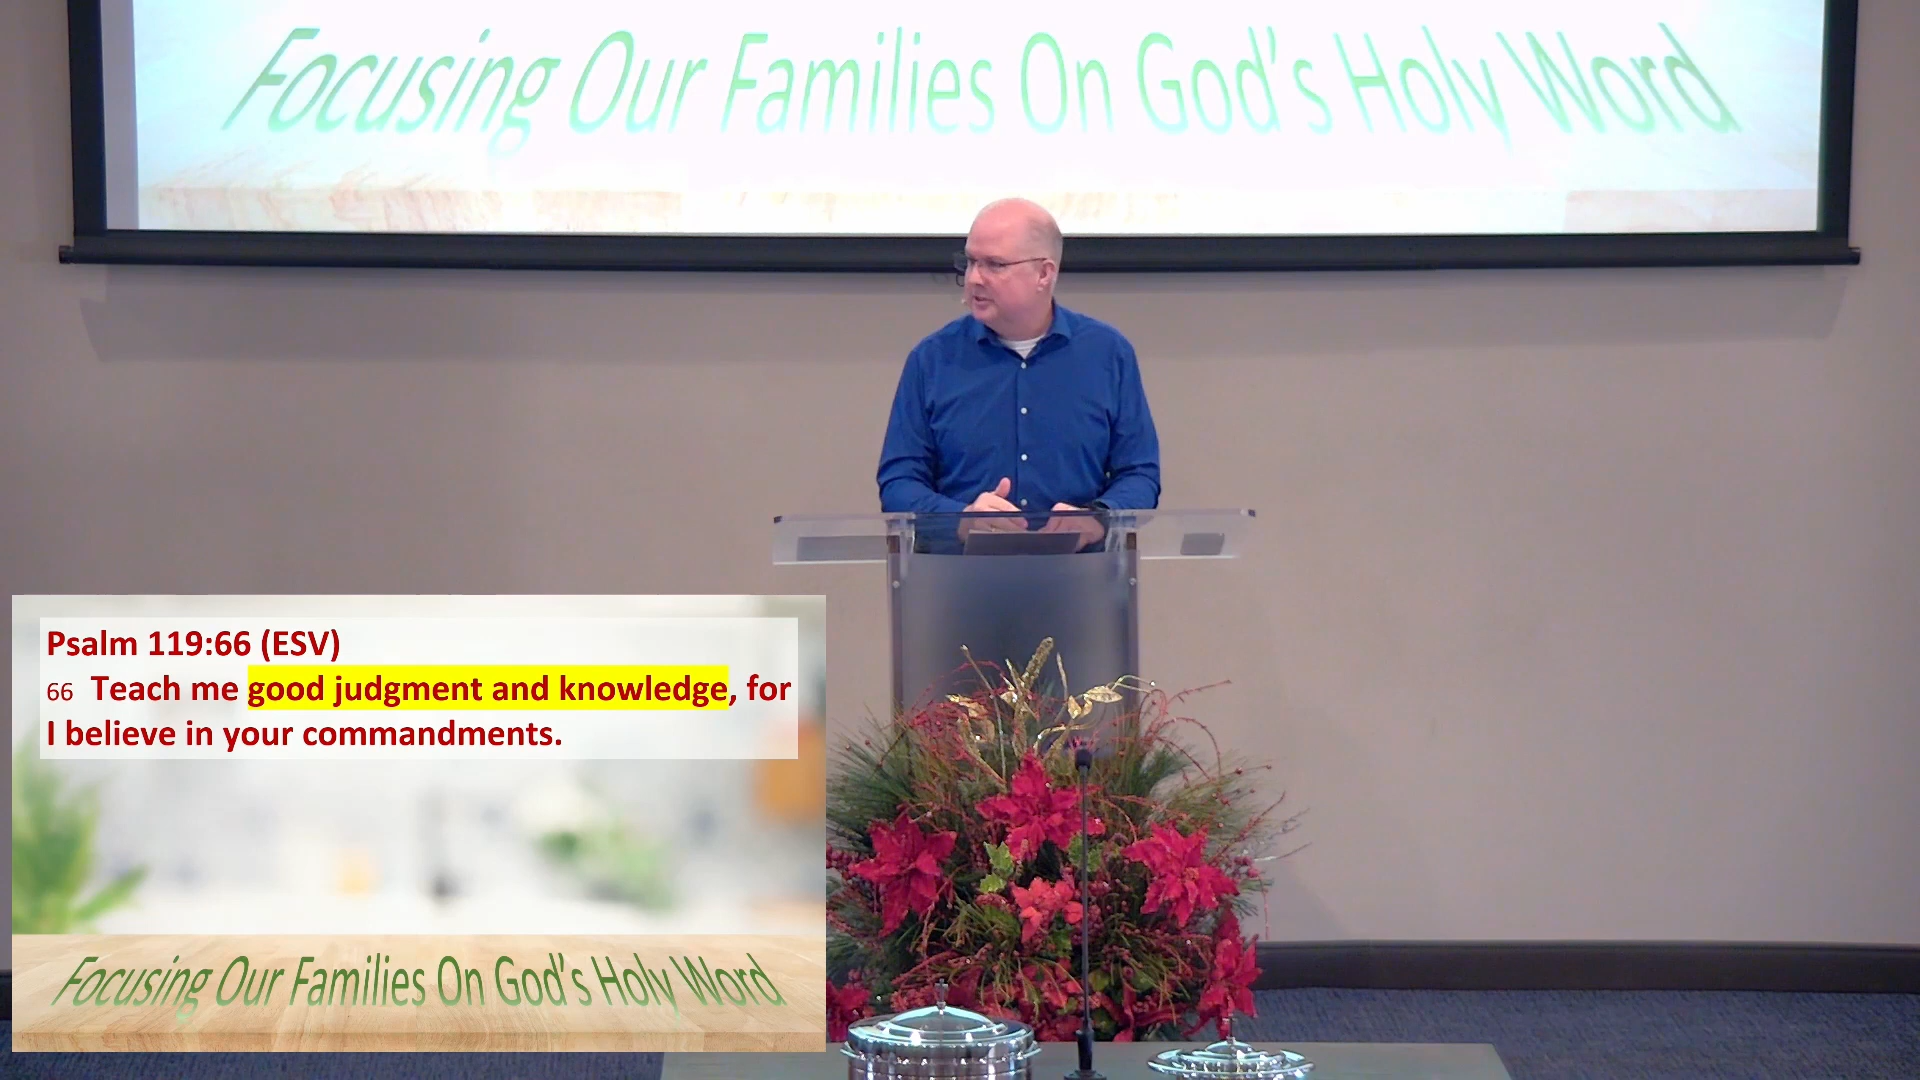 Focusing Our Families On God's Holy Word
Psalm 119:66 (ESV)
66 Teach me good judgment and knowledge, for
I believe in your commandments.
Focusing Our Families On God's Holy Word